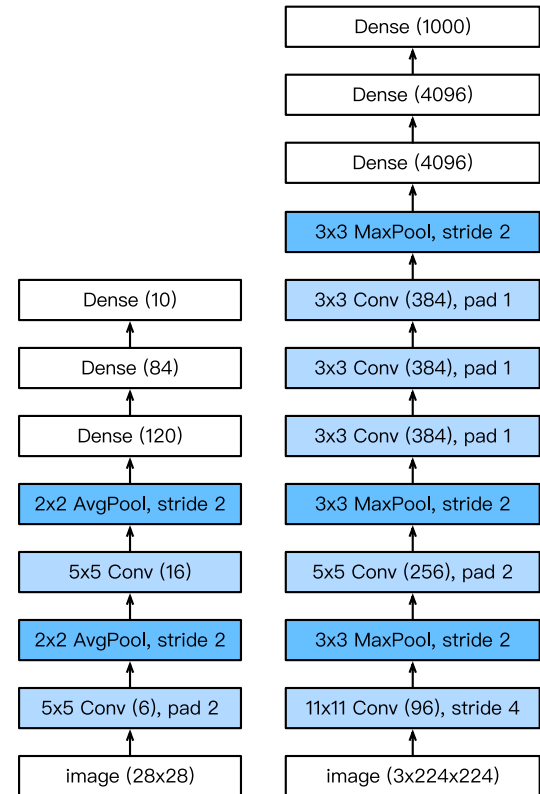 Dense (10)
Dense (84)
Dense (120)
2x2 AvgPool, stride 2
5x5 Conv (16)
2x2 AvgPool, stride 2
5x5 Conv (6), pad 2
image (28x28)
Dense (1000)
Dense (4096)
Dense (4096)
3x3 MaxPool, stride 2
3x3 Conv (384), pad 1
3x3 Conv (384), pad 1
3x3 Conv (384), pad 1
3x3 MaxPool, stride 2
5x5 Conv (256), pad 2
3x3 MaxPool, stride 2
11x11 Conv (96), stride 4
image (3x224x224)